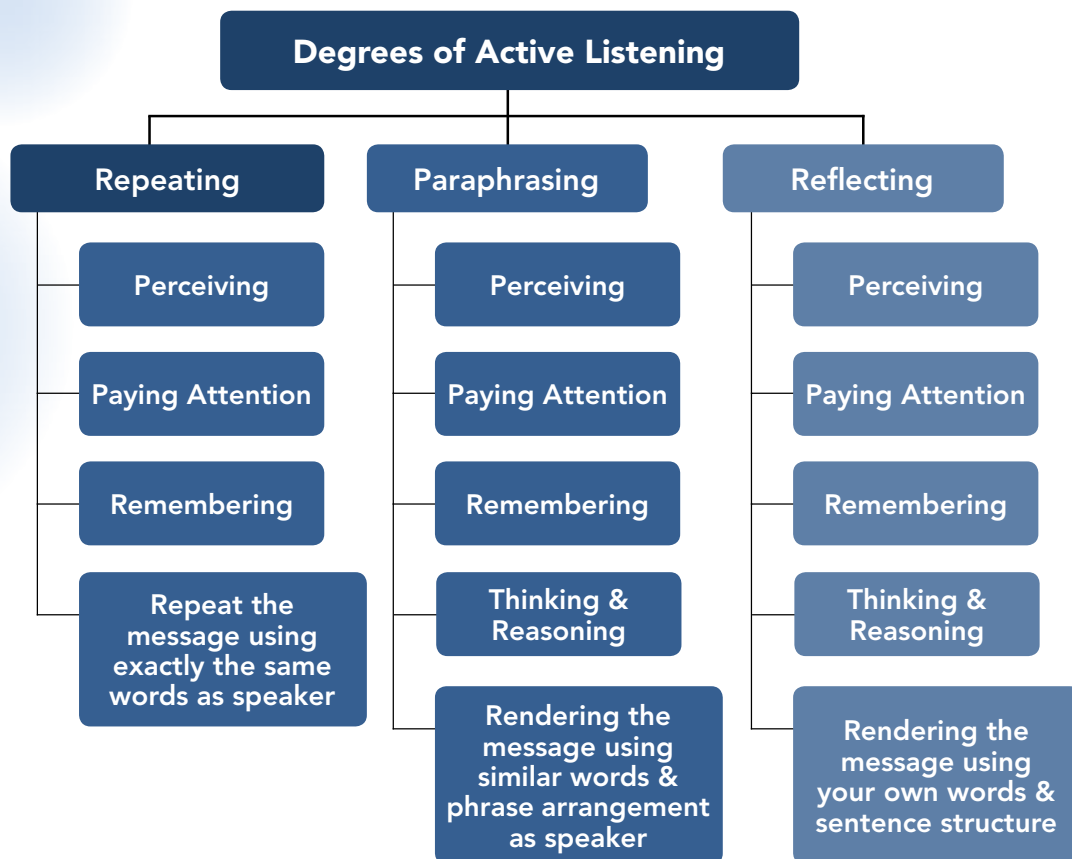 Degrees of Active Listening
Repeating
Perceiving
Paying Attention
Remembering
Repeat the
message using
exactly the same
words as speaker
Paraphrasing
Perceiving
Paying Attention
Remembering
Thinking &
Reasoning
Rendering the
message using
similar words &
phrase arrangement
as speaker
Reflecting
Perceiving
Paying Attention
Remembering
Thinking &
Reasoning
Rendering the
message using
your own words &
sentence structure